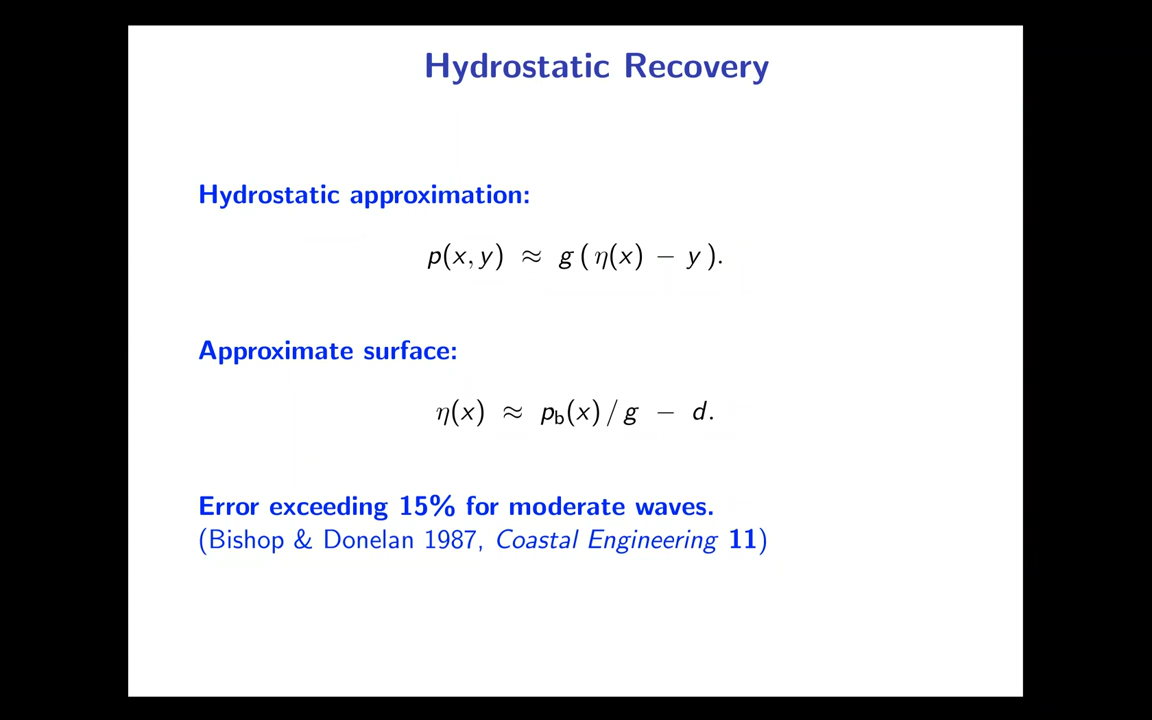 Hydrostatic Recovery
Hydrostatic approximation:
p(x, y) ≈ g ( η(x) − y ).
Approximate surface:
η(x) ≈ p_b(x) / g − d.
Error exceeding 15% for moderate waves.
(Bishop & Donelan 1987, Coastal Engineering 11)